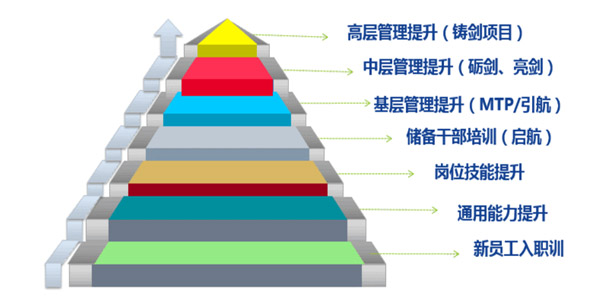 高层管理提升（铸剑项目）
中层管理提升（砺剑、亮剑）
基层管理提升（MTP/引航）
储备干部培训（启航）
岗位技能提升
通用能力提升
新员工入职训